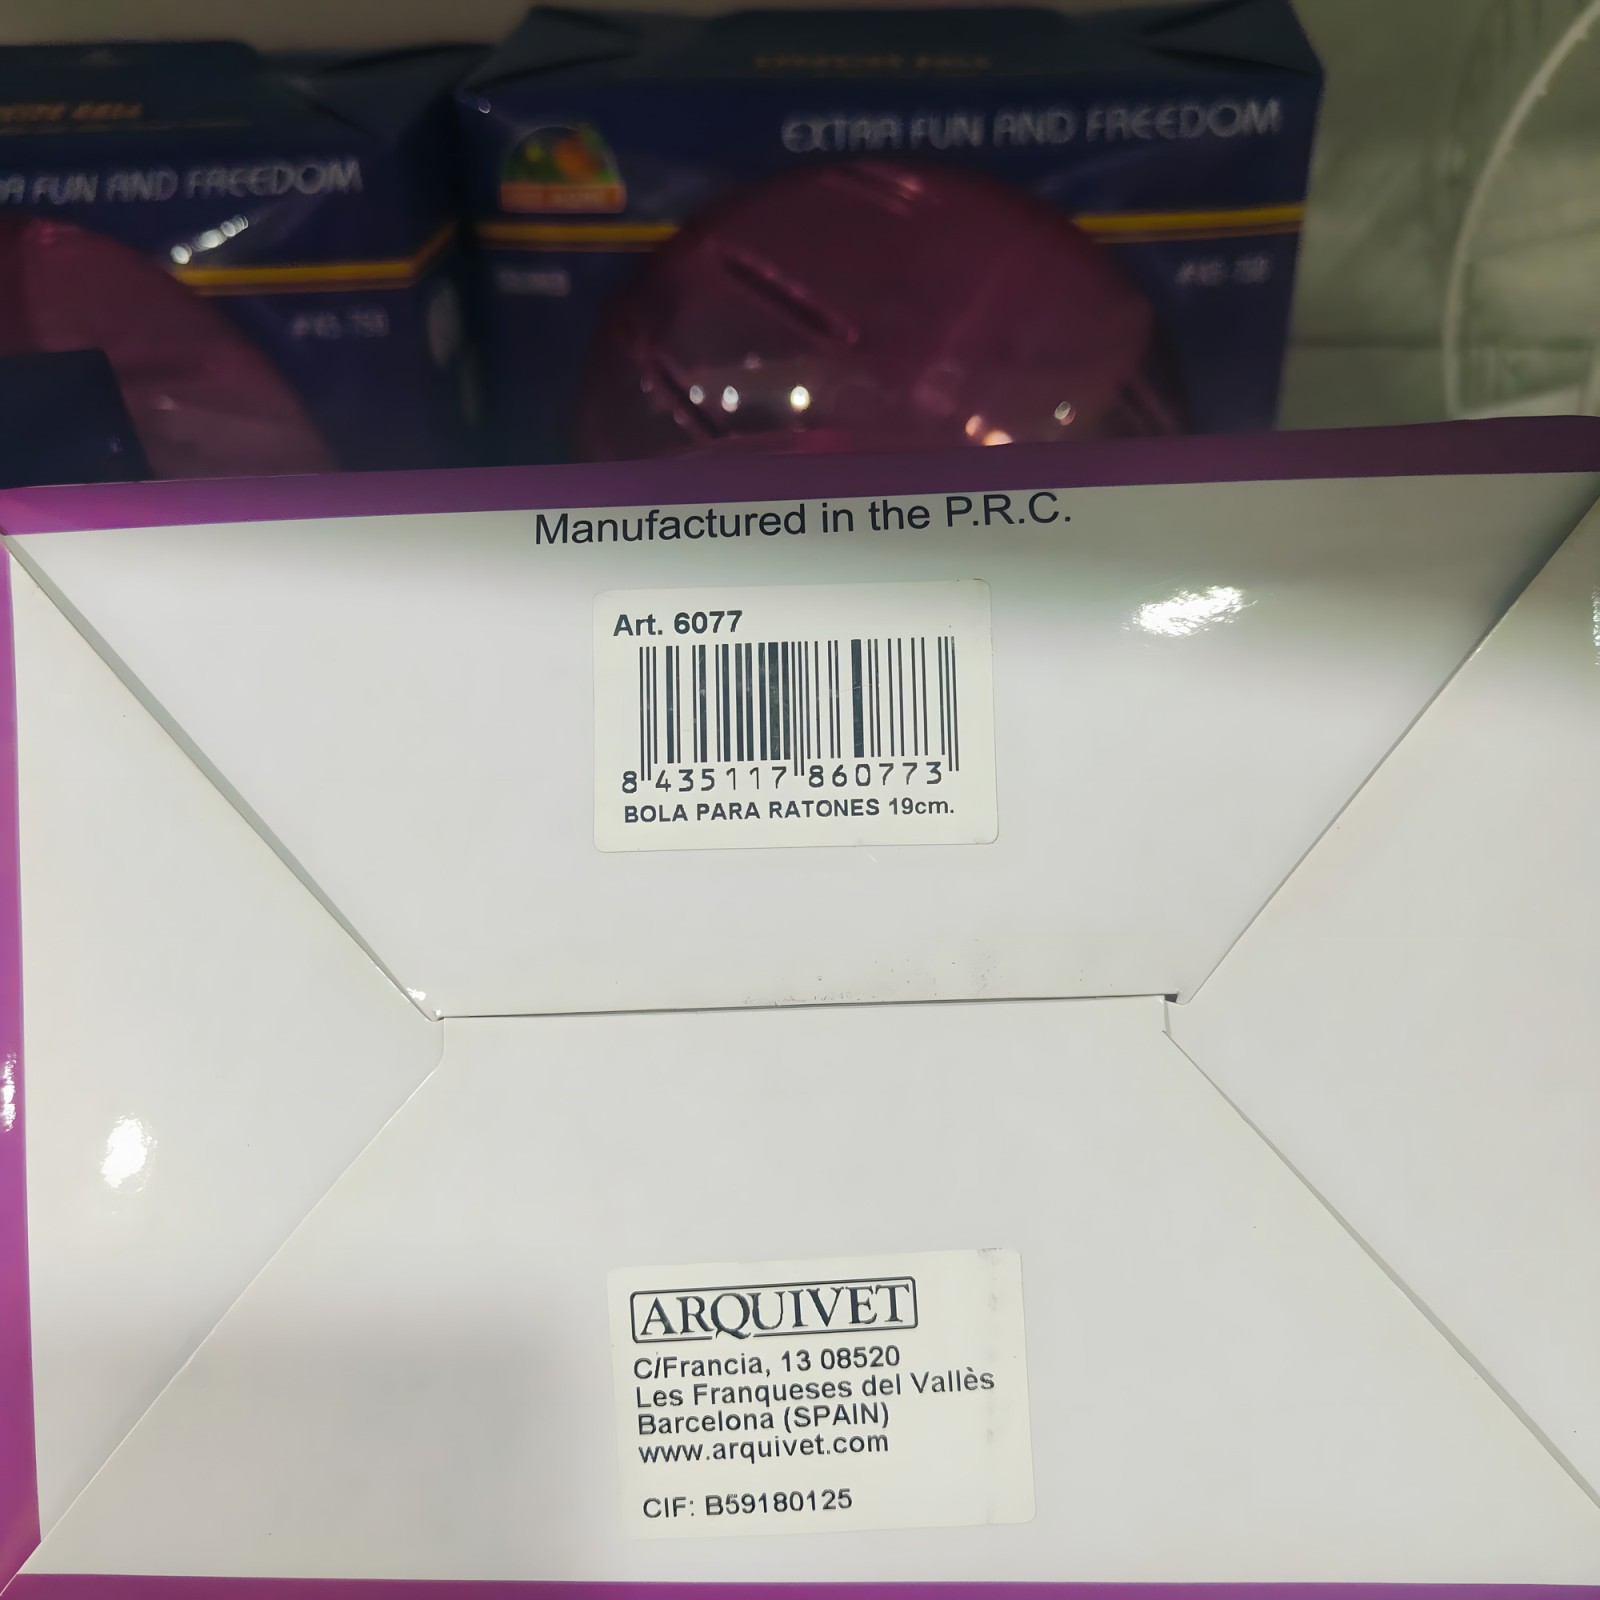 EXTRA FUN AND FREEDOM
A FUN AND FREEDOM
Manufactured in the P.R.C.
Art. 6077
8 435117 860773
BOLA PARA RATONES 19cm.
ARQUIVET
C/Francia, 13 08520
Les Franqueses del Vallès
Barcelona (SPAIN)
www.arquivet.com
CIF: B59180125